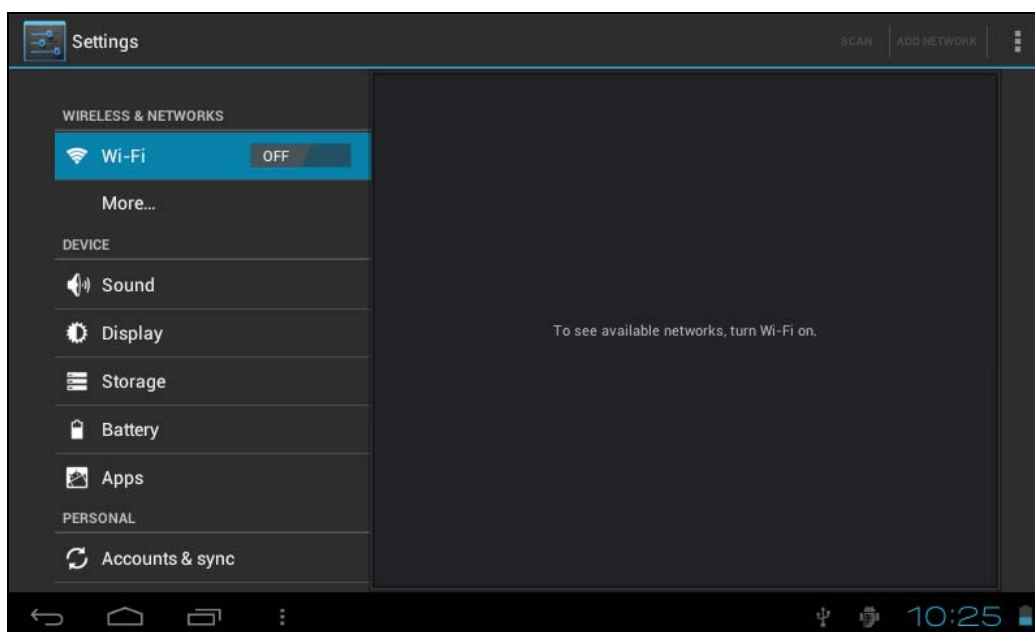 Settings
SCAN
ADD NETWORK
WIRELESS & NETWORKS
Wi-Fi
OFF
More...
DEVICE
Sound
Display
Storage
Battery
Apps
PERSONAL
Accounts & sync
To see available networks, turn Wi-Fi on.
10:25